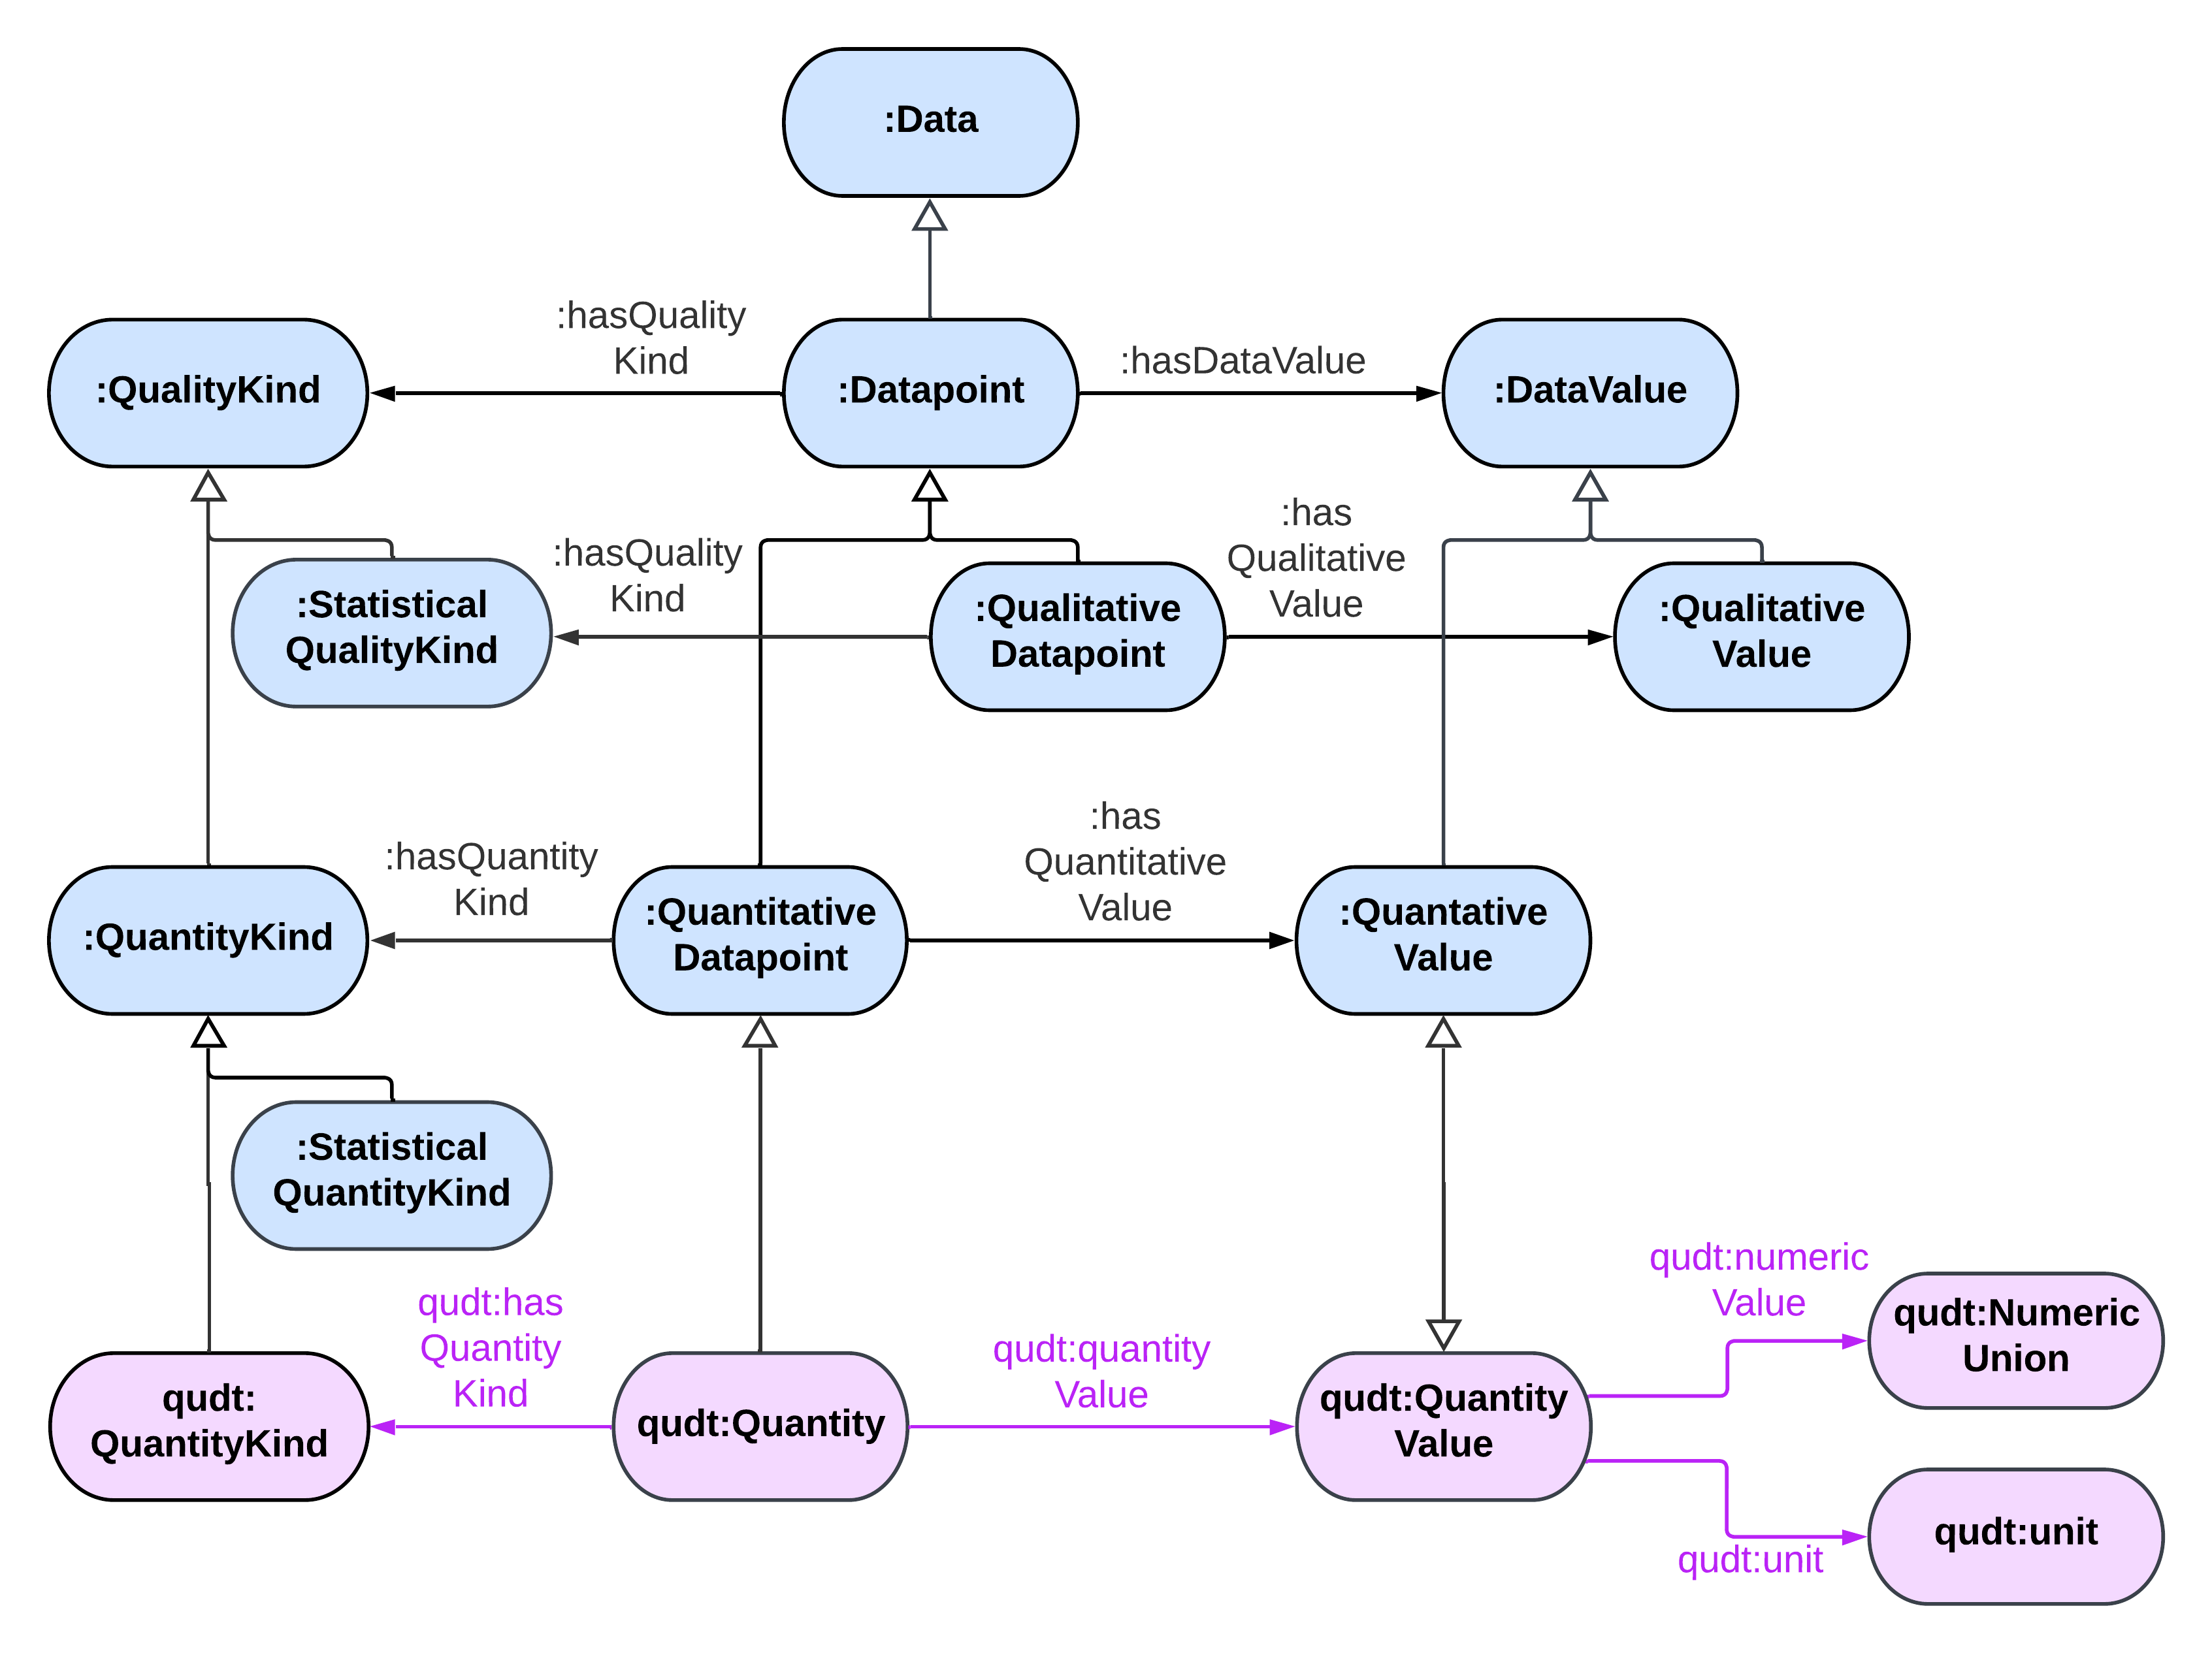 :Data
:hasQuality
Kind
:QualityKind
:Datapoint
:hasDataValue
:DataValue
:hasQuality
Kind
:has
Qualitative
Value
:Statistical
QualityKind
:Qualitative
Datapoint
:Qualitative
Value
:hasQuantity
Kind
:has
Quantitative
Value
:QuantityKind
:Quantitative
Datapoint
:Quantative
Value
:Statistical
QuantityKind
qudt:has
Quantity
Kind
qudt:quantity
Value
qudt:numeric
Value
qudt:
QuantityKind
qudt:Quantity
qudt:Quantity
Value
qudt:Numeric
Union
qudt:unit
qudt:unit